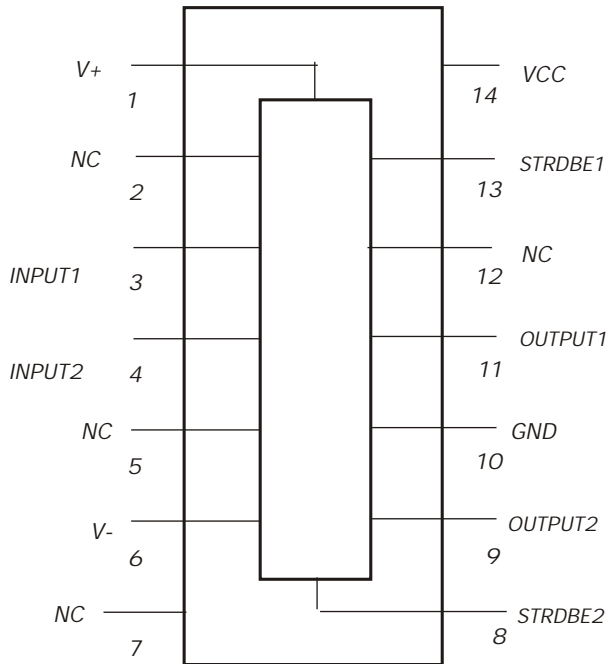 V+
1
NC
2
INPUT1
3
INPUT2
4
NC
5
V-
6
NC
7
VCC
14
STRDBE1
13
NC
12
OUTPUT1
11
GND
10
OUTPUT2
9
STRDBE2
8